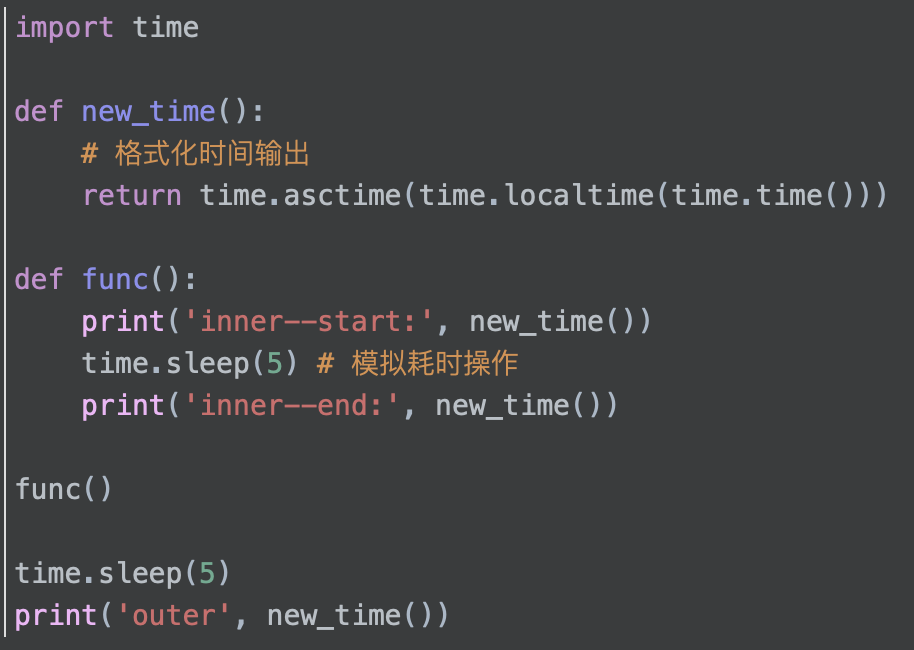 import time
def new_time():
    # 格式化时间输出
    return time.asctime(time.localtime(time.time()))
def func():
    print('inner--start:', new_time())
    time.sleep(5) # 模拟耗时操作
    print('inner--end:', new_time())
func()
time.sleep(5)
print('outer', new_time())